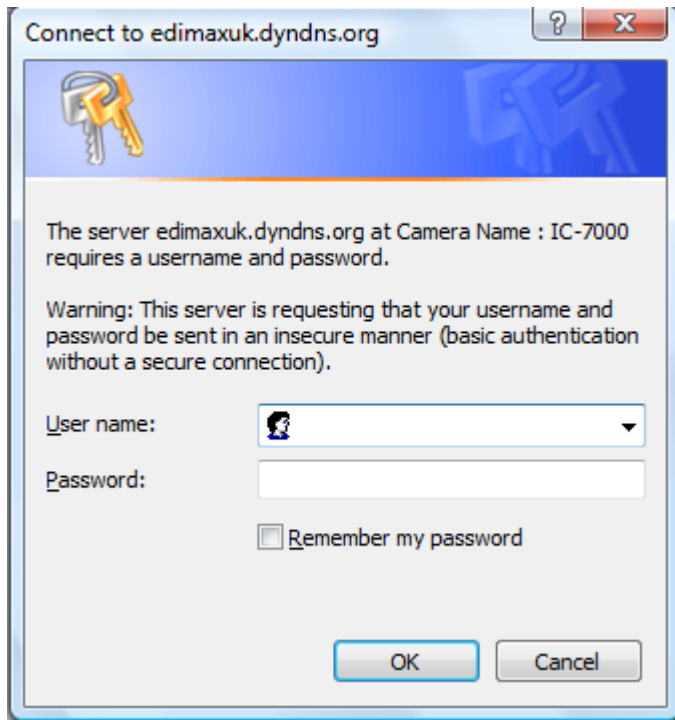 Connect to edimaxuk.dyndns.org
The server edimaxuk.dyndns.org at Camera Name : IC-7000
requires a username and password.
Warning: This server is requesting that your username and
password be sent in an insecure manner (basic authentication
without a secure connection).
User name:
Password:
Remember my password
OK Cancel